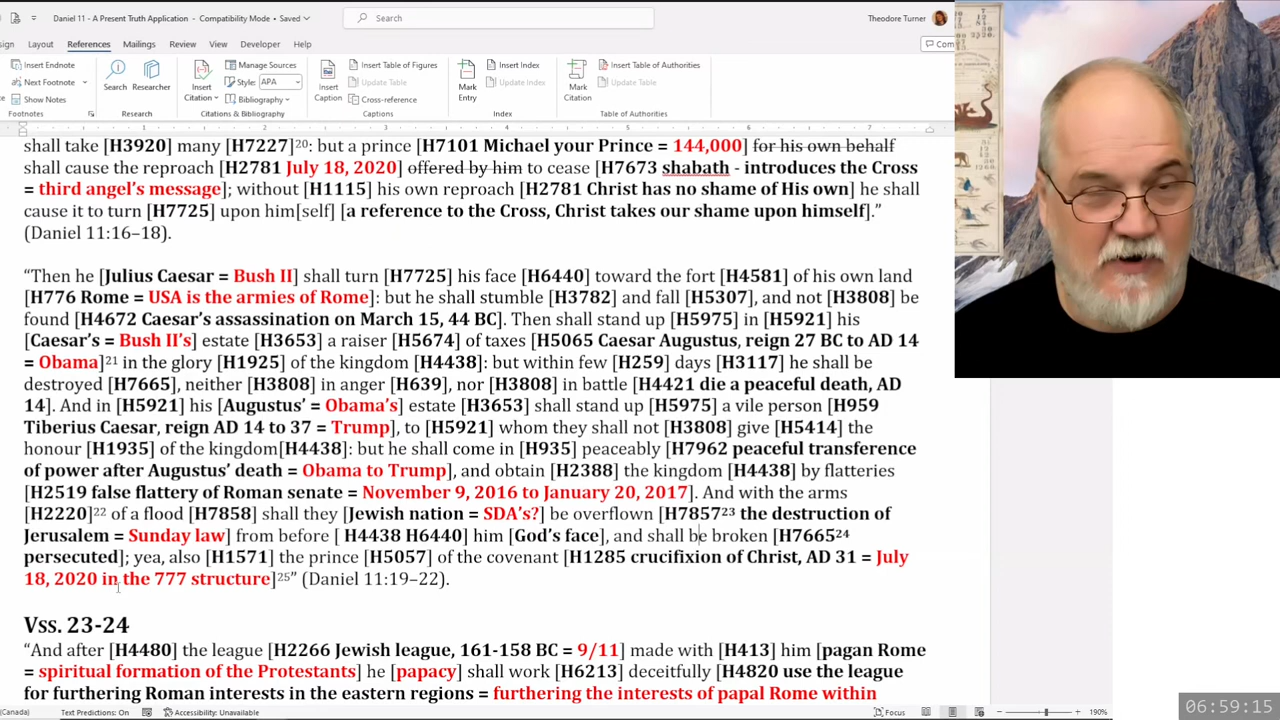 Daniel 11 - A Present Truth Application - Compatibility Mode • Saved
Search
Theodore Turner
sign Layout References Mailings Review View Developer Help
Com
Insert Endnote
Next Footnote
Show Notes
Footnotes
Search
Researcher
Research
Insert Citation
Manage Sources
Style: APA
Bibliography
Citations & Bibliography
Insert Caption
Insert Table of Figures
Update Table
Cross-reference
Captions
Mark Entry
Insert Index
Update Index
Index
Mark Citation
Insert Table of Authorities
Update Table
Table of Authorities
1 2 3 4 5 6 7
shall take [H3920] many [H7227]20: but a prince [H7101 Michael your Prince = 144,000] for his own behalf
shall cause the reproach [H2781 July 18, 2020] offered by him to cease [H7673 shabath - introduces the Cross
= third angel's message]; without [H1115] his own reproach [H2781 Christ has no shame of His own] he shall
cause it to turn [H7725] upon him[self] [a reference to the Cross, Christ takes our shame upon himself].”
(Daniel 11:16–18).
“Then he [Julius Caesar = Bush II] shall turn [H7725] his face [H6440] toward the fort [H4581] of his own land
[H776 Rome = USA is the armies of Rome]: but he shall stumble [H3782] and fall [H5307], and not [H3808] be
found [H4672 Caesar’s assassination on March 15, 44 BC]. Then shall stand up [H5975] in [H5921] his
[Caesar’s = Bush II’s] estate [H3653] a raiser [H5674] of taxes [H5065 Caesar Augustus, reign 27 BC to AD 14
= Obama]21 in the glory [H1925] of the kingdom [H4438]: but within few [H259] days [H3117] he shall be
destroyed [H7665], neither [H3808] in anger [H639], nor [H3808] in battle [H4421 die a peaceful death, AD
14]. And in [H5921] his [Augustus’ = Obama’s] estate [H3653] shall stand up [H5975] a vile person [H959
Tiberius Caesar, reign AD 14 to 37 = Trump], to [H5921] whom they shall not [H3808] give [H5414] the
honour [H1935] of the kingdom[H4438]: but he shall come in [H935] peaceably [H7962 peaceful transference
of power after Augustus’ death = Obama to Trump], and obtain [H2388] the kingdom [H4438] by flatteries
[H2519 false flattery of Roman senate = November 9, 2016 to January 20, 2017]. And with the arms
[H2220]22 of a flood [H7858] shall they [Jewish nation = SDA’s?] be overflown [H785723 the destruction of
Jerusalem = Sunday law] from before [ H4438 H6440] him [God’s face], and shall be broken [H766524
persecuted]; yea, also [H1571] the prince [H5057] of the covenant [H1285 crucifixion of Christ, AD 31 = July
18, 2020 in the 777 structure]25” (Daniel 11:19–22).
Vss. 23-24
“And after [H4480] the league [H2266 Jewish league, 161-158 BC = 9/11] made with [H413] him [pagan Rome
= spiritual formation of the Protestants] he [papacy] shall work [H6213] deceitfully [H4820 use the league
for furthering Roman interests in the eastern regions = furthering the interests of papal Rome within
(Canada) Text Predictions: On Accessibility: Unavailable Focus 190%
06:59:15